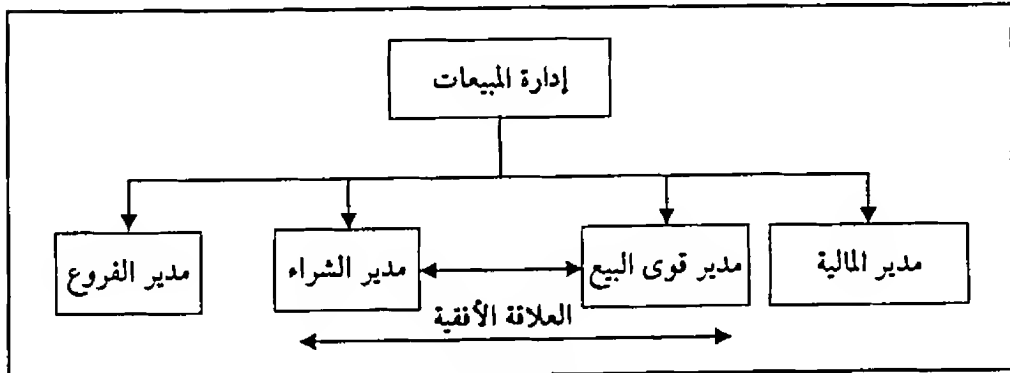 إدارة المبيعات
مدير المالية
مدير قوى البيع
مدير الشراء
مدير الفروع
العلاقة الأفقية